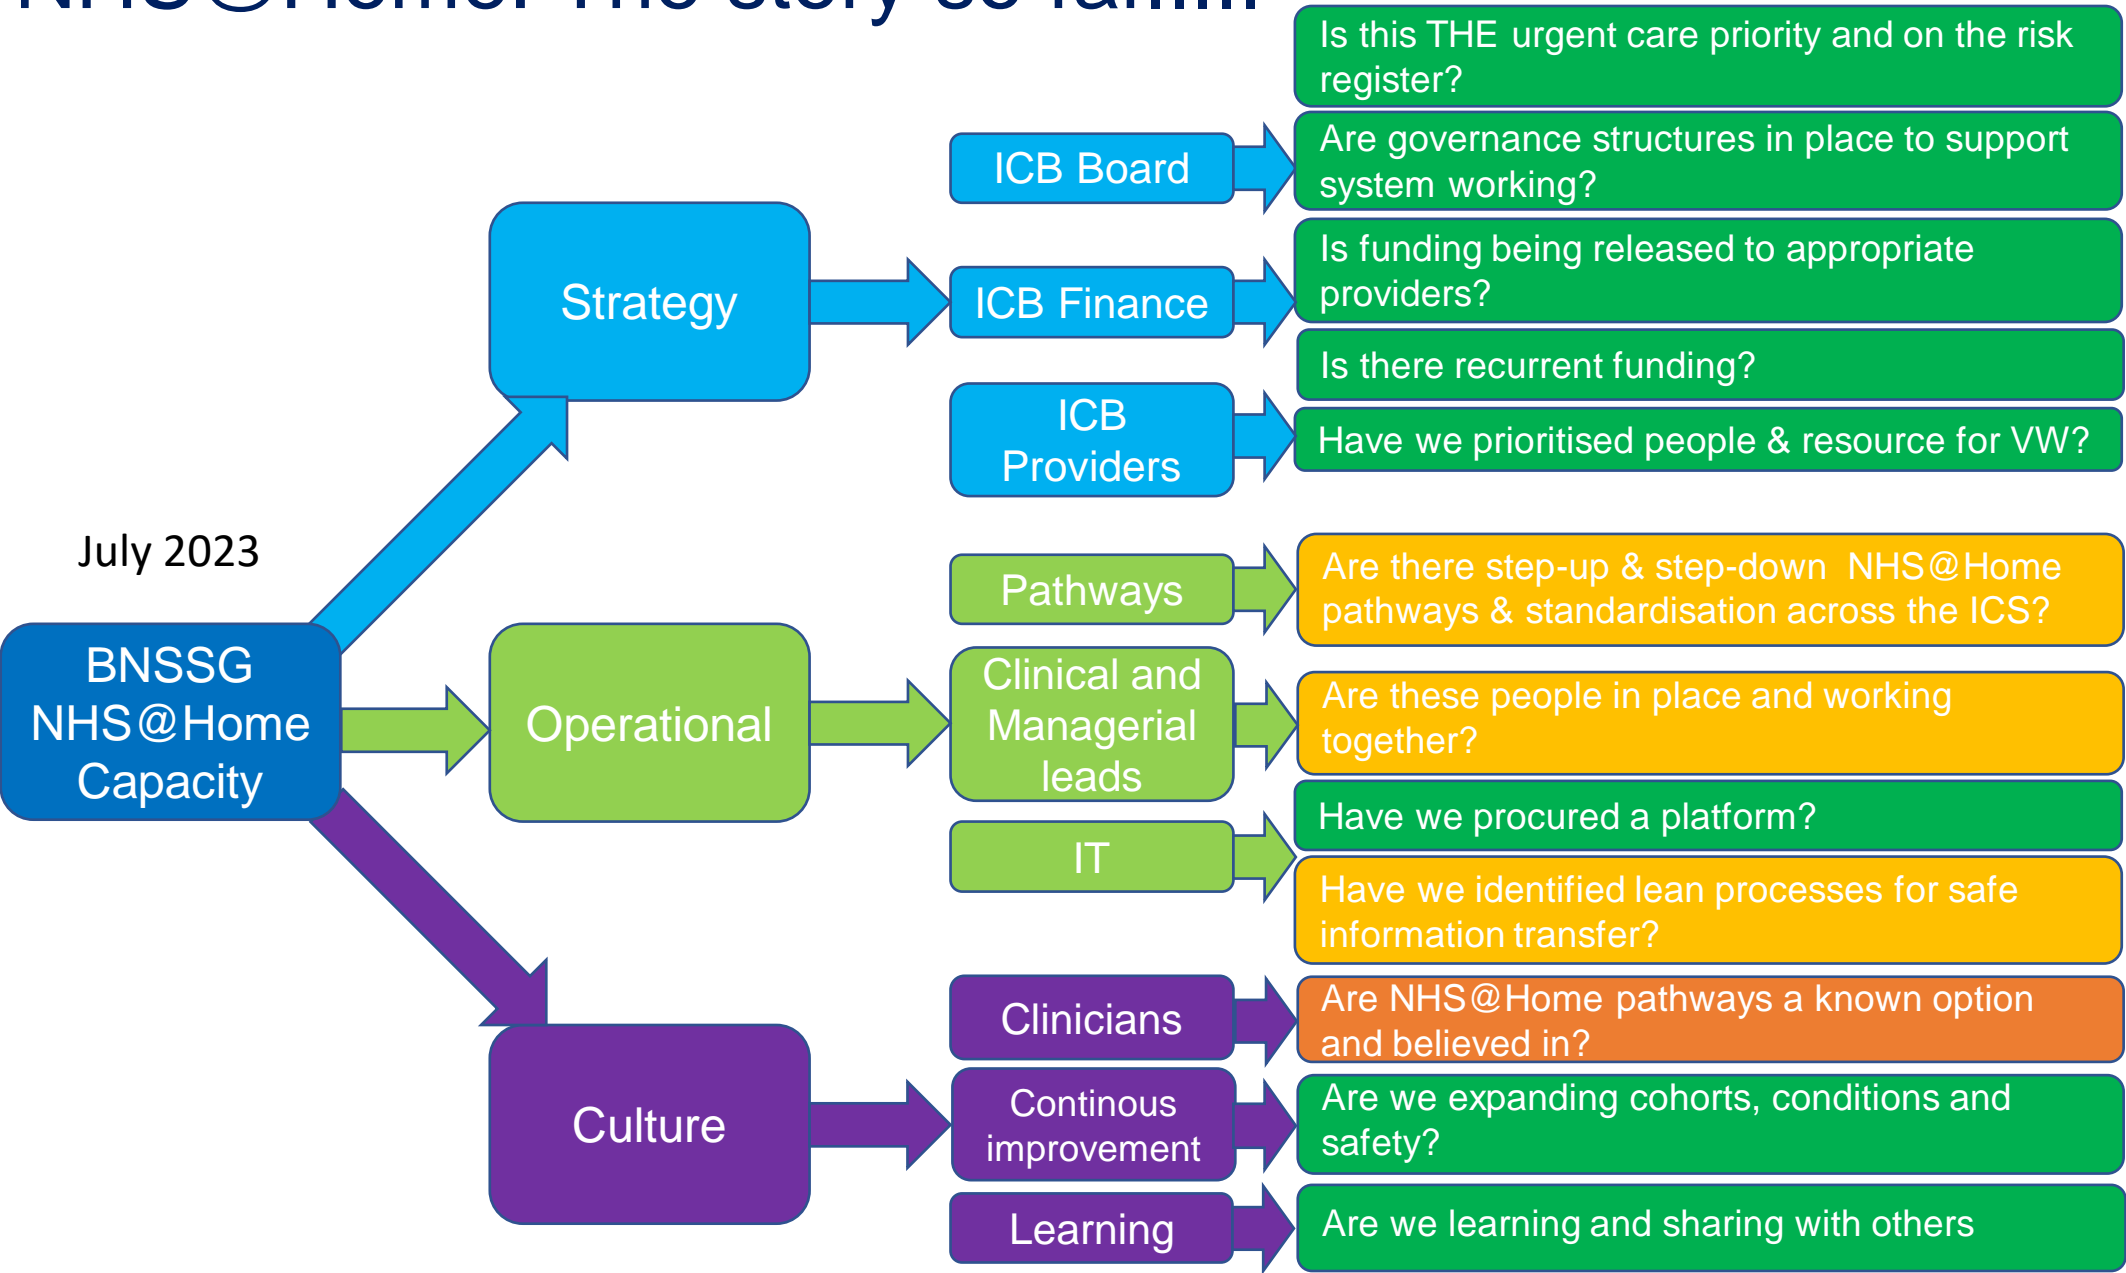 NHS@Home: The story so far......
Is this THE urgent care priority and on the risk
register?
ICB Board
Are governance structures in place to support
system working?
Strategy
ICB Finance
Is funding being released to appropriate
providers?
Is there recurrent funding?
ICB
Providers
Have we prioritised people & resource for VW?
July 2023
BNSSG
NHS@Home
Capacity
Operational
Pathways
Are there step-up & step-down NHS@Home
pathways & standardisation across the ICS?
Clinical and
Managerial
leads
Are these people in place and working
together?
IT
Have we procured a platform?
Have we identified lean processes for safe
information transfer?
Culture
Clinicians
Are NHS@Home pathways a known option
and believed in?
Continous
improvement
Are we expanding cohorts, conditions and
safety?
Learning
Are we learning and sharing with others